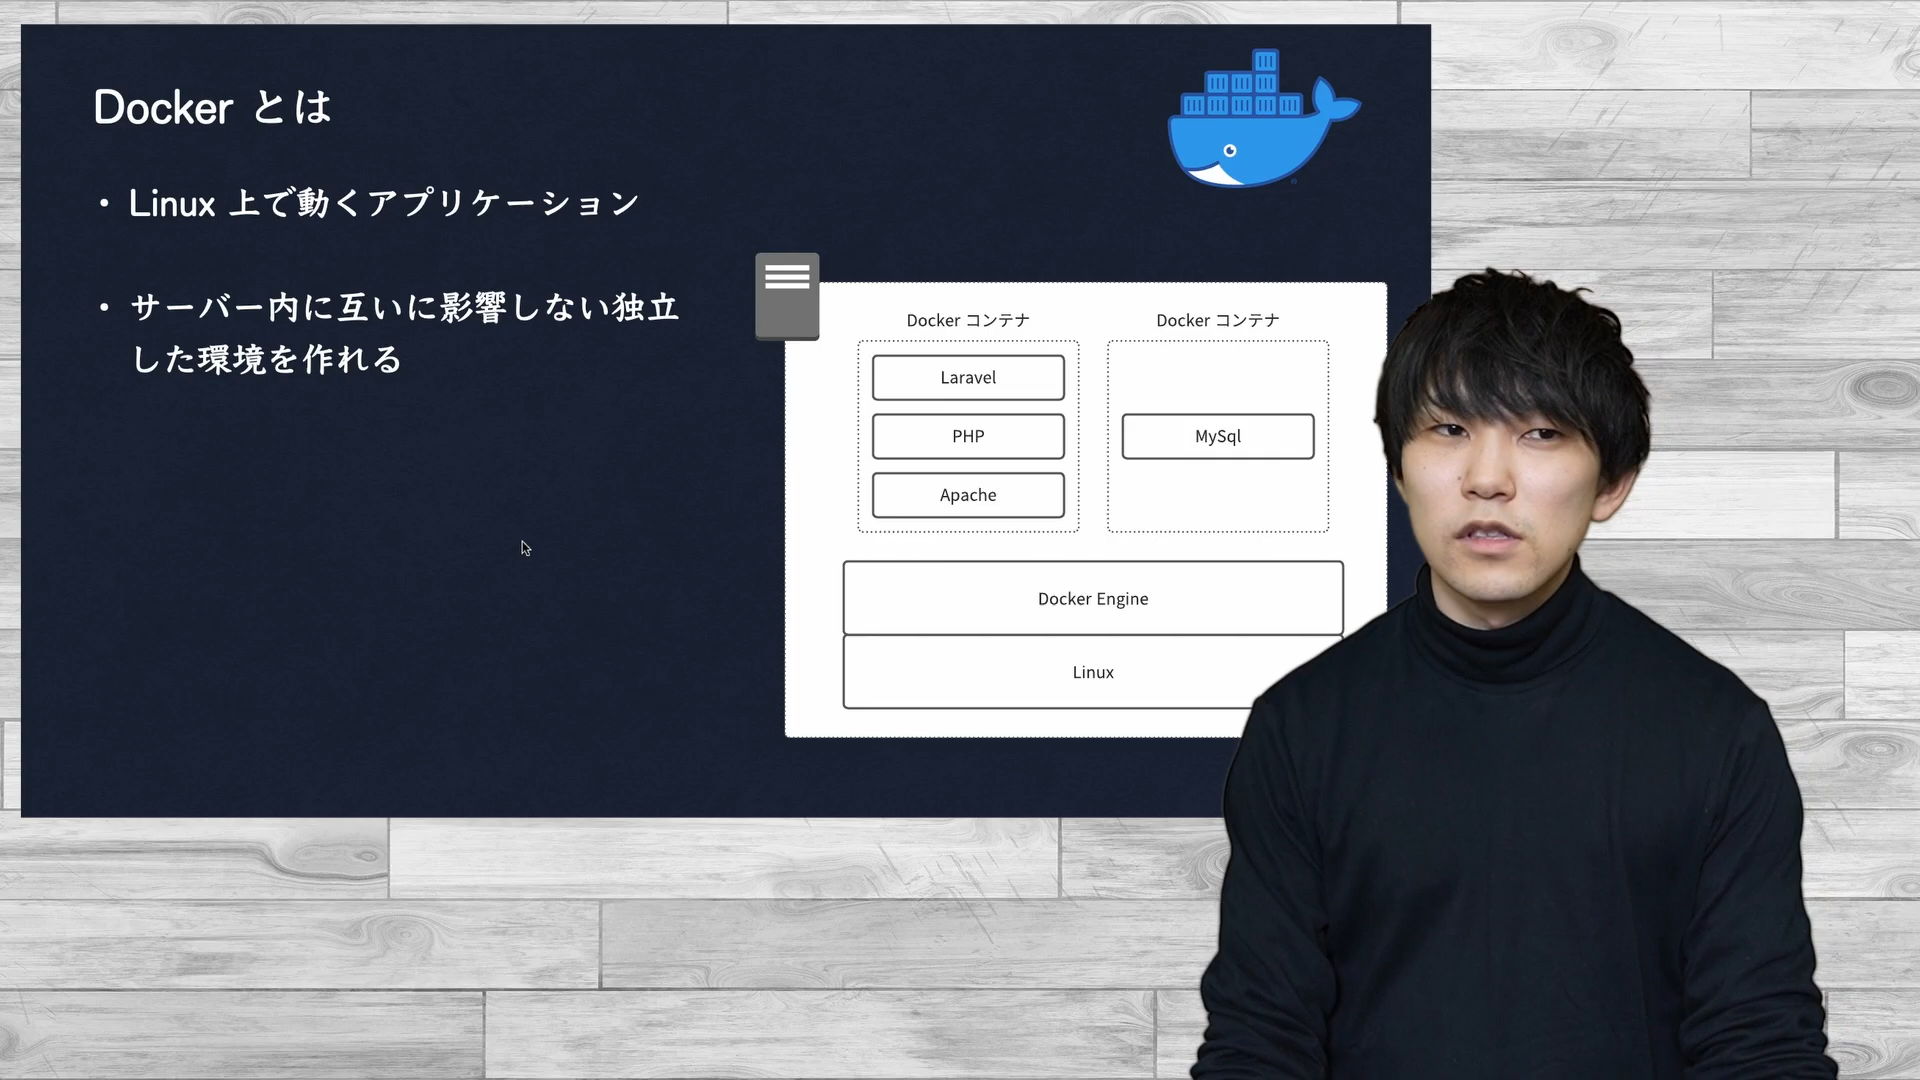 Docker とは
・ Linux 上で動くアプリケーション
・ サーバー内に互いに影響しない独立
した環境を作れる
Docker コンテナ
Docker コンテナ
Laravel
PHP
MySql
Apache
Docker Engine
Linux